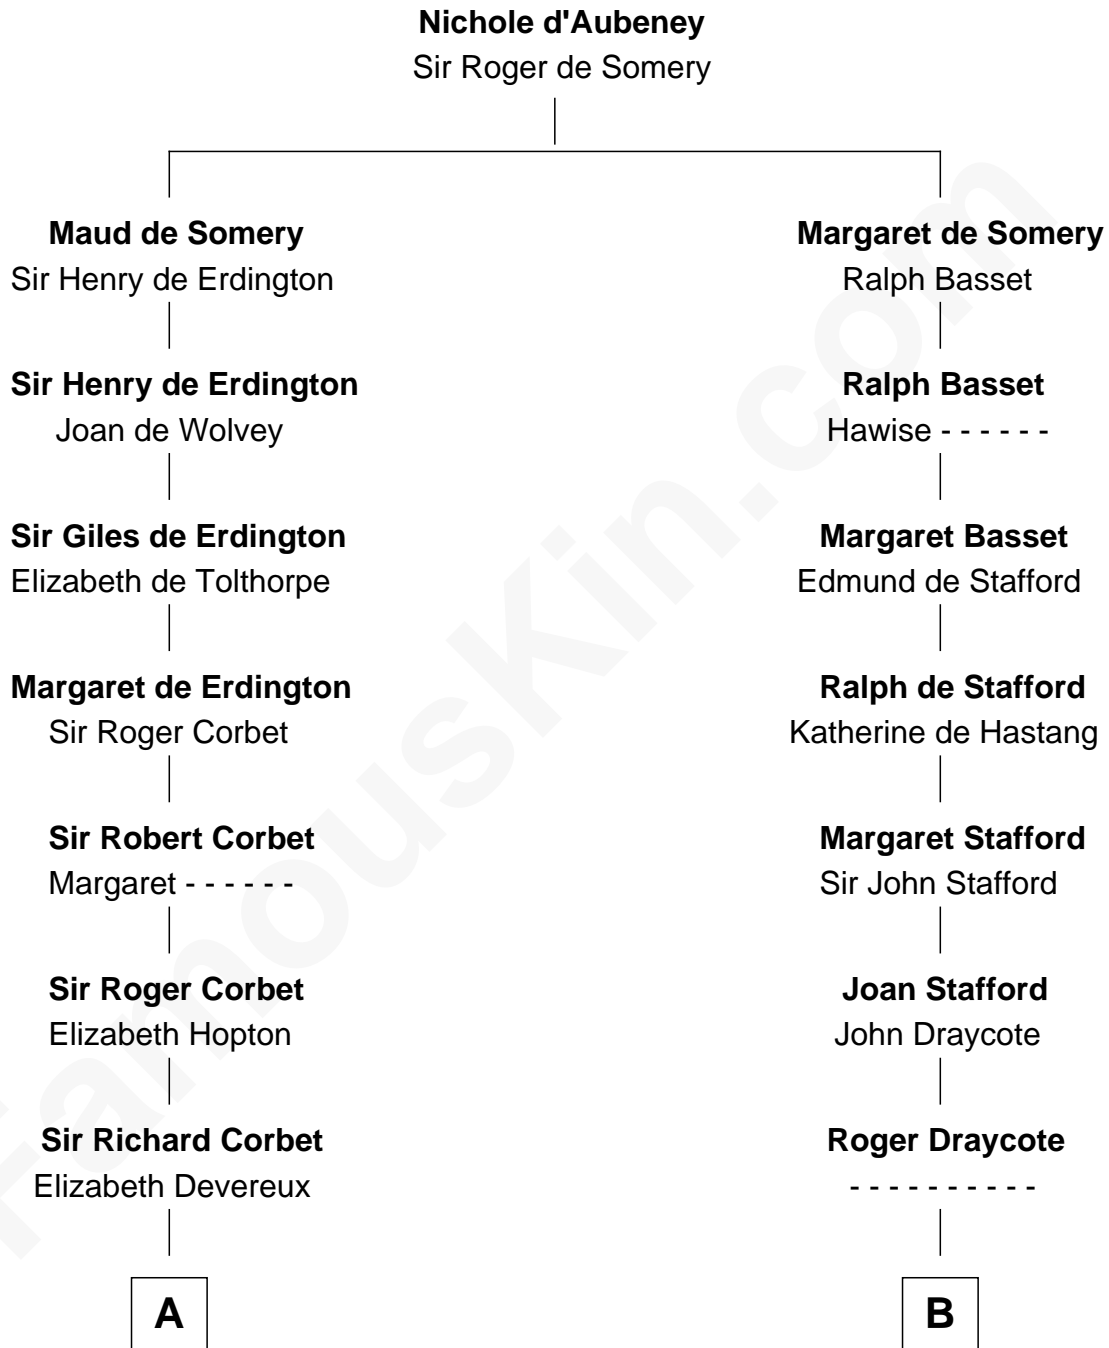 Nichole d'Aubeney
Sir Roger de Somery
Maud de Somery
Sir Henry de Erdington
Sir Henry de Erdington
Joan de Wolvey
Sir Giles de Erdington
Elizabeth de Tolthorpe
Margaret de Erdington
Sir Roger Corbet
Sir Robert Corbet
Margaret - - - - - -
Sir Roger Corbet
Elizabeth Hopton
Sir Richard Corbet
Elizabeth Devereux
A
Margaret de Somery
Ralph Basset
Ralph Basset
Hawise - - - - - -
Margaret Basset
Edmund de Stafford
Ralph de Stafford
Katherine de Hastang
Margaret Stafford
Sir John Stafford
Joan Stafford
John Draycote
Roger Draycote
- - - - - - - - - -
B
FamousKin.com